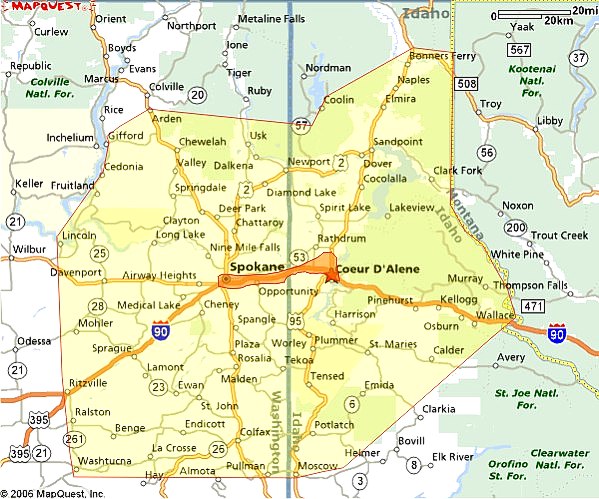 MAPQUEST
Orient
Northport
Metaline Falls
Idaho
0 20mi
20km
Curlew
Yaak
Boyds
Ione
Bonners Ferry
567
Republic
Evans
Tiger
Nordman
Naples
Kootenai
Natl. For.
37
Marcus
Colville
Natl. For.
Colville
20
Ruby
Coolin
Elmira
508
Rice
Arden
57
Troy
Libby
Inchelium
Gifford
Chewelah
Usk
Sandpoint
56
Cedonia
Valley
Dalkena
Newport
2
Dover
Keller
Fruitland
Springdale
2
Diamond Lake
Cocolalla
Clark Fork
21
Clayton
Deer Park
Spirit Lake
Lakeview
Montana
Idaho
Noxon
Chattaroy
200
Trout Creek
Wilbur
Lincoln
Long Lake
Nine Mile Falls
Rathdrum
White Pine
25
53
Davenport
Airway Heights
Spokane
Coeur D'Alene
Murray
Thompson Falls
28
Medical Lake
Cheney
Opportunity
Pinehurst
Kellogg
471
Mohler
90
Spangle
95
Harrison
Osburn
Wallace
90
Odessa
Sprague
Plaza
Worley
Plummer
St. Maries
Calder
Avery
21
Lamont
Rosalia
Tekoa
Ritzville
23
Ewan
Malden
Tensed
Emida
St. Joe Natl.
For.
395
Ralston
St. John
Washington
Idaho
6
Clarkia
395
21
261
Benge
Endicott
Colfax
Potlatch
Bovill
Clearwater
Natl. For.
La Crosse
26
Helmer
Elk River
Orofino
St. For.
Washtucna
Hay
Almota
Pullman
Moscow
3
8
© 2006 MapQuest, Inc.